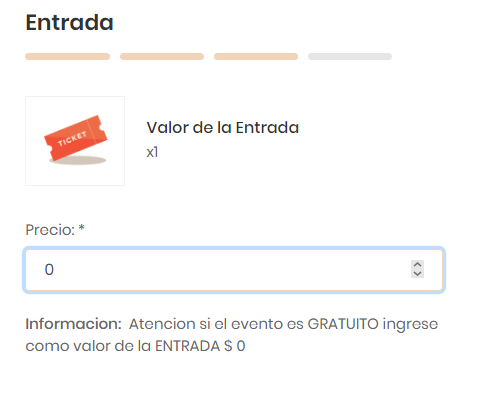 Entrada
TICKET
Valor de la Entrada
x1
Precio: *
0
Informacion: Atencion si el evento es GRATUITO ingrese
como valor de la ENTRADA $ 0